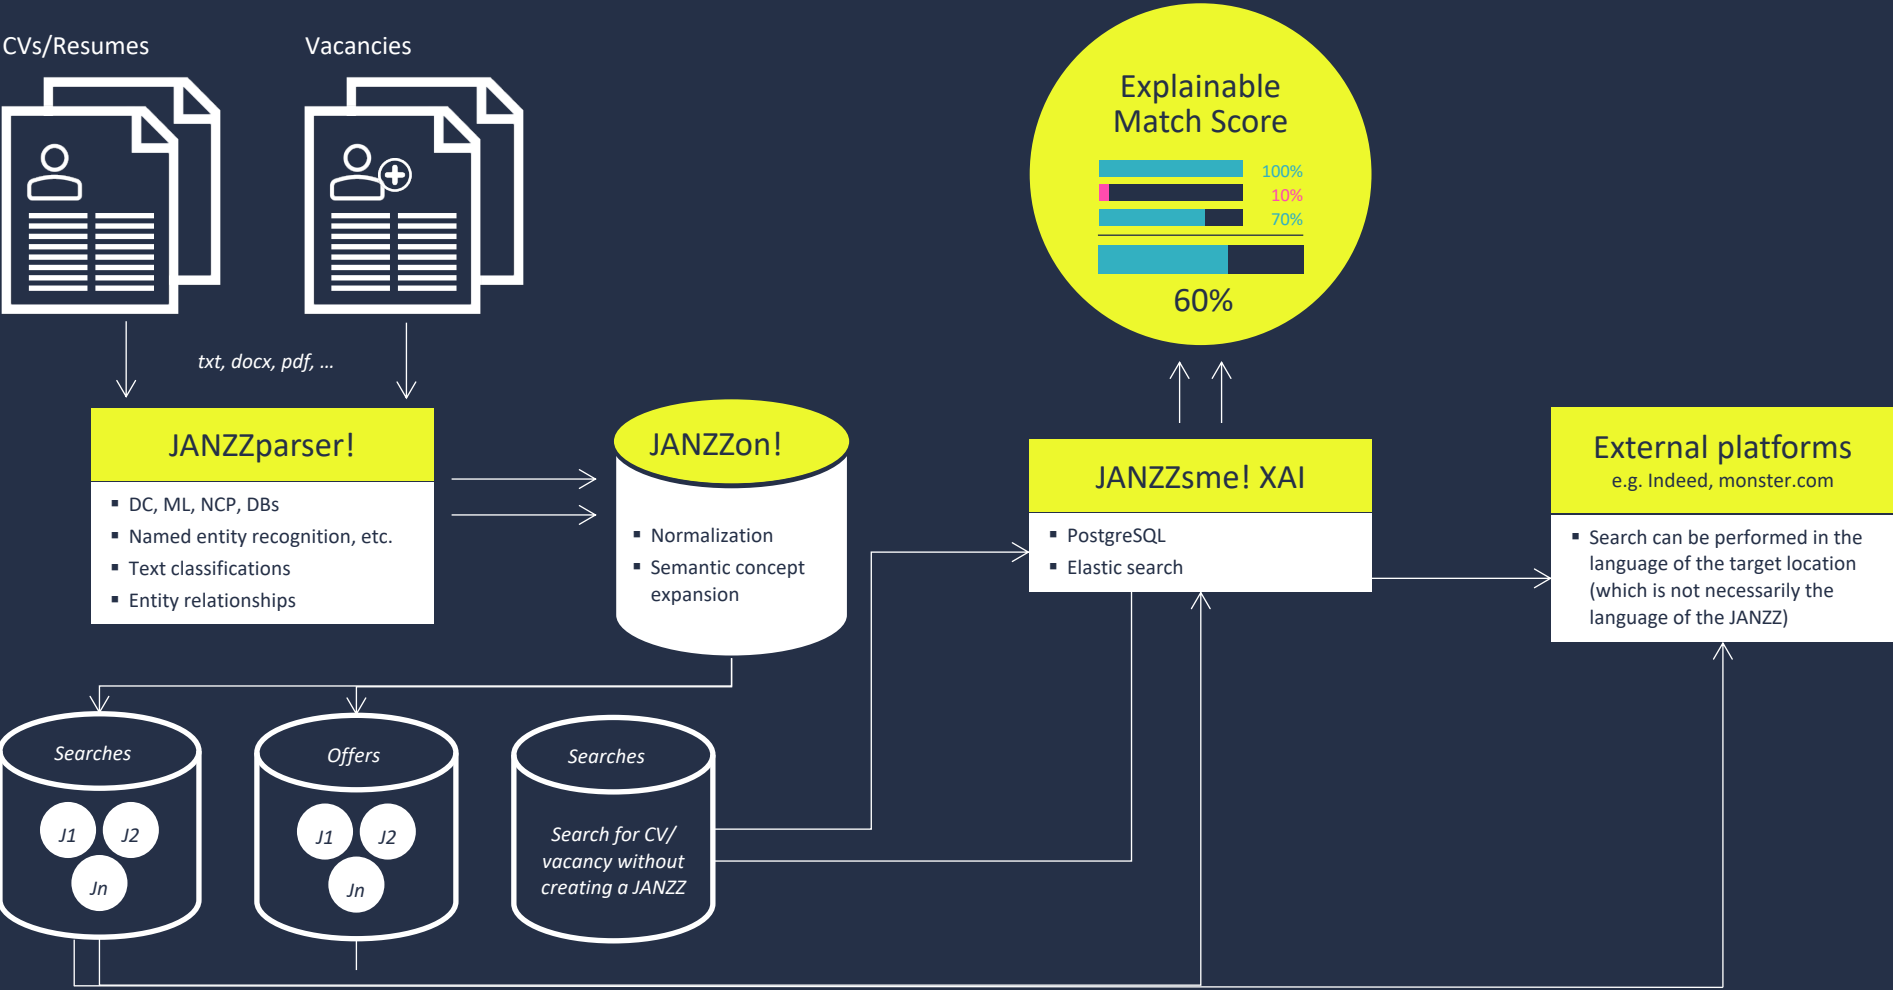 CVs/Resumes
Vacancies
txt, docx, pdf, ...
Explainable
Match Score
100%
10%
70%
60%
JANZZparser!
▪ DC, ML, NCP, DBs
▪ Named entity recognition, etc.
▪ Text classifications
▪ Entity relationships
JANZZon!
▪ Normalization
▪ Semantic concept
expansion
JANZZsme! XAI
▪ PostgreSQL
▪ Elastic search
External platforms
e.g. Indeed, monster.com
▪ Search can be performed in the
language of the target location
(which is not necessarily the
language of the JANZZ)
Searches
J1
J2
Jn
Offers
J1
J2
Jn
Searches
Search for CV/
vacancy without
creating a JANZZ